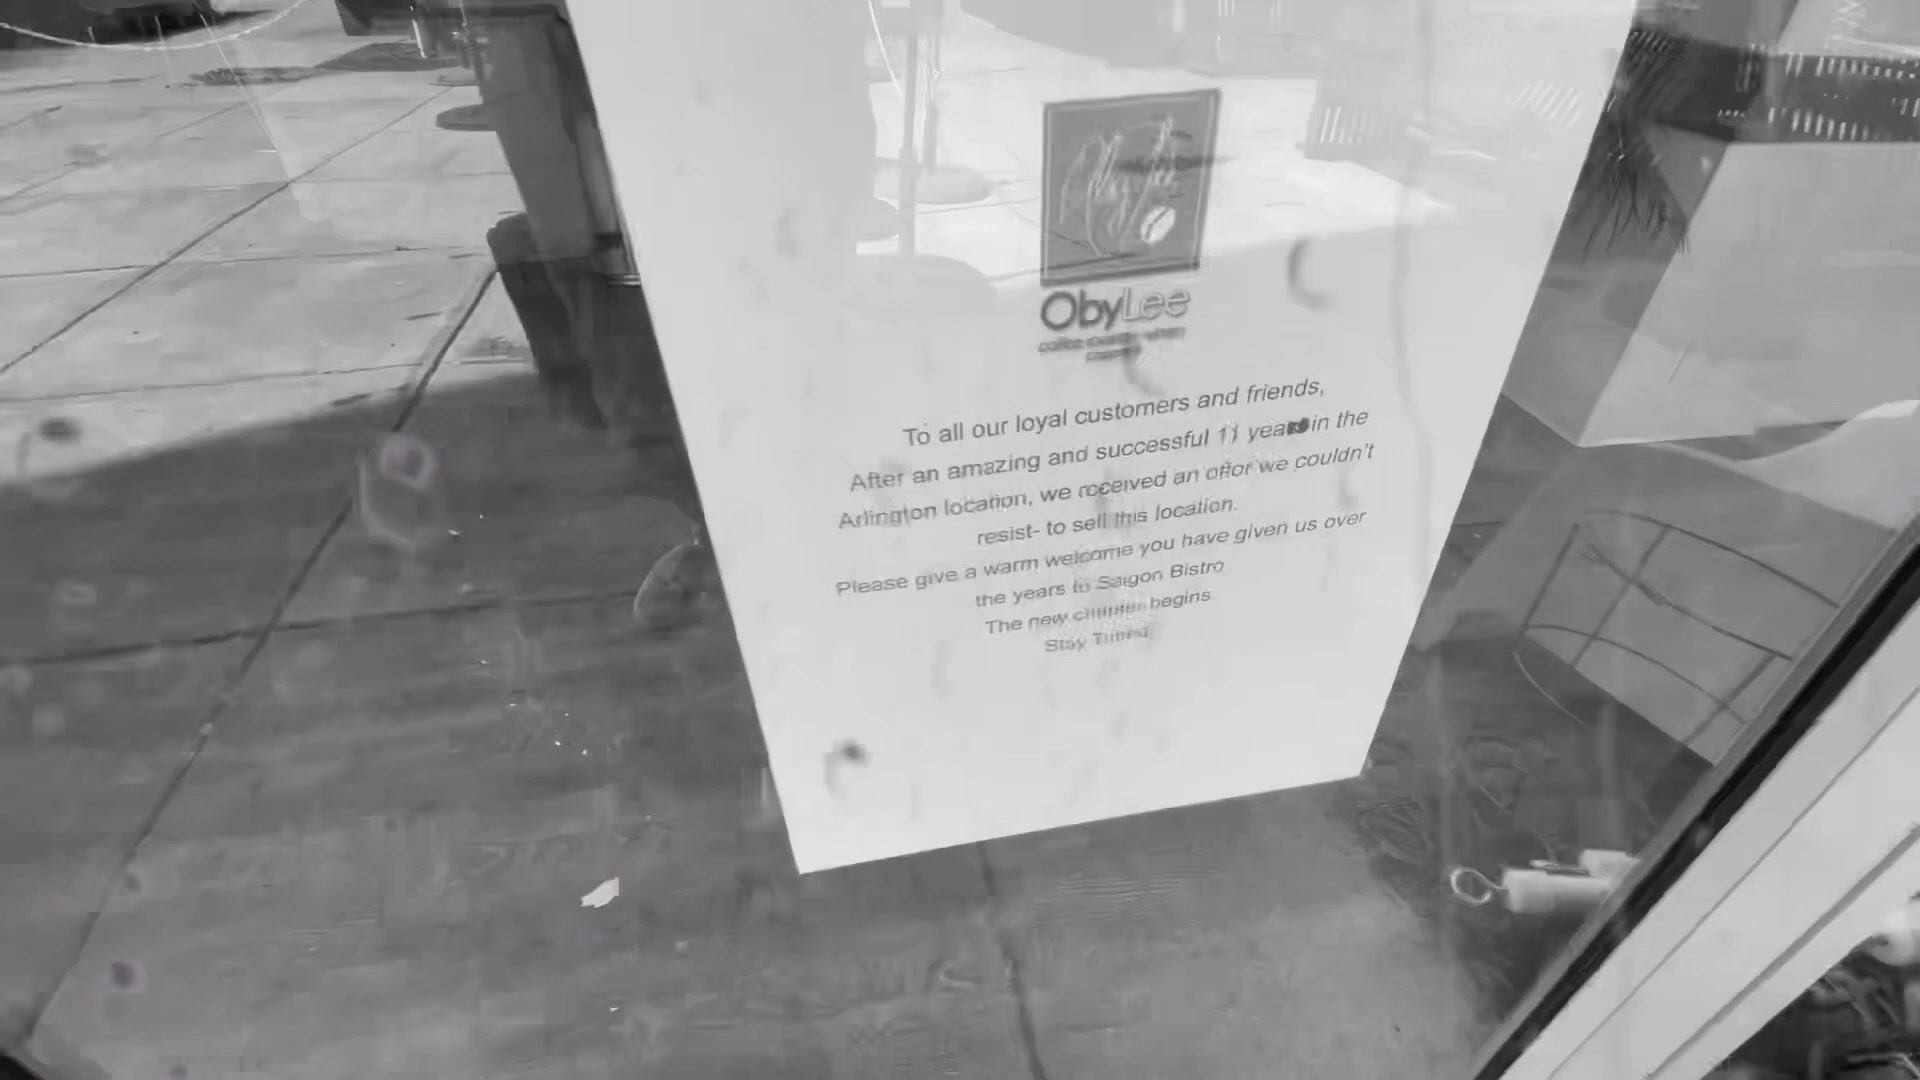 ObyLee
To all our loyal customers and friends,
After an amazing and successful 11 years in the
Arlington location, we received an offer we couldn't
resist- to sell this location.
Please give a warm welcome you have given us over
the years to Saigon Bistro
The new chapter begins.
Stay Tuned